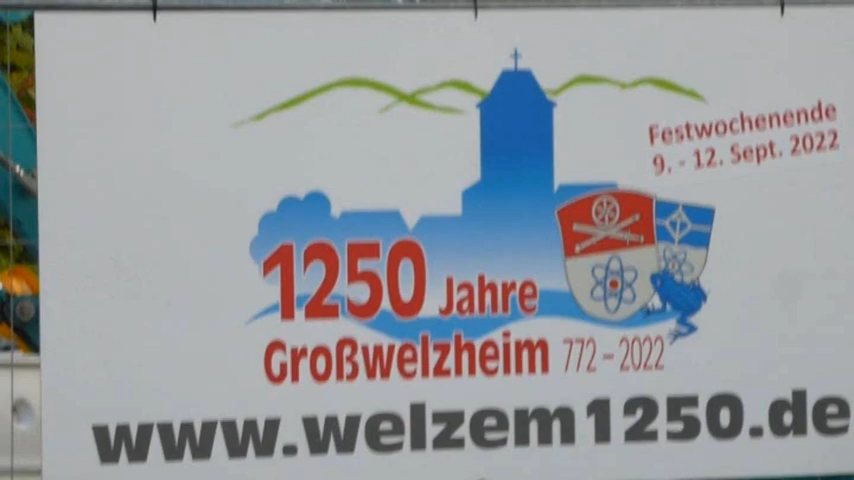 Festwochenende
9. - 12. Sept. 2022
1250 Jahre
Großwelzheim 772 – 2022
www.welzem1250.de